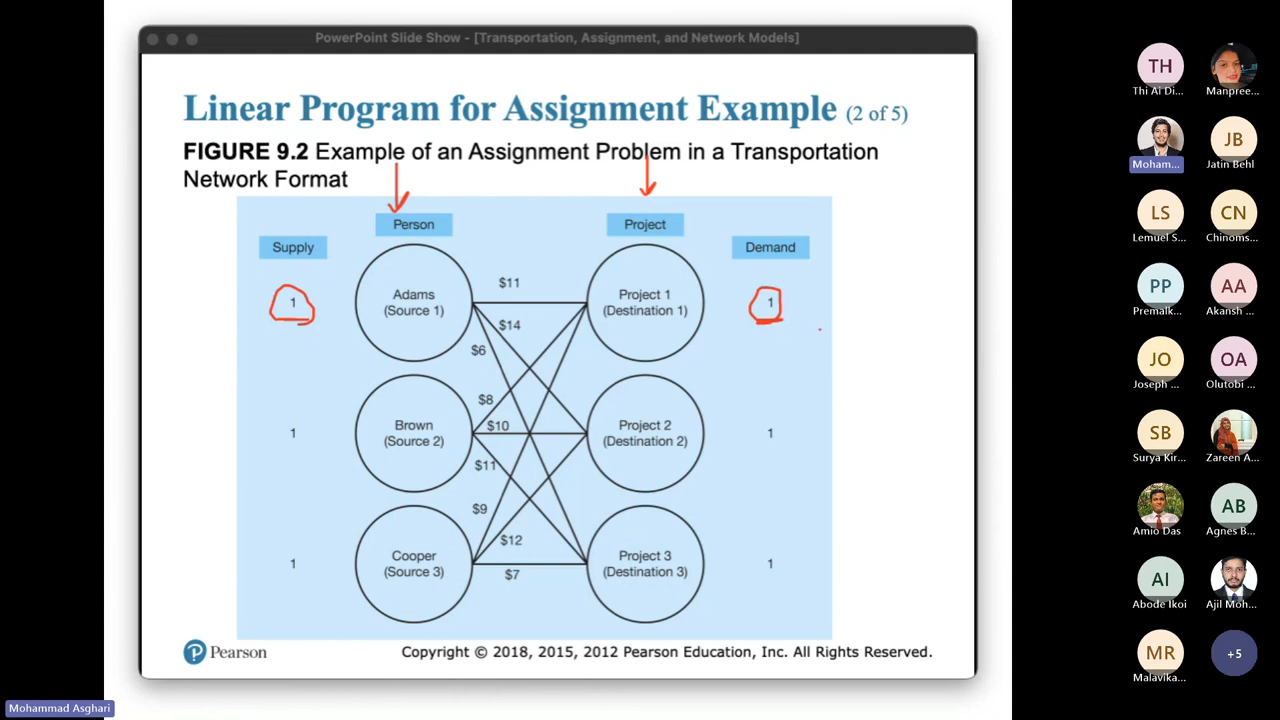 PowerPoint Slide Show - [Transportation, Assignment, and Network Models]
Linear Program for Assignment Example (2 of 5)
FIGURE 9.2 Example of an Assignment Problem in a Transportation
Network Format
Person
Project
Supply
Demand
$11
1
Adams
(Source 1)
Project 1
(Destination 1)
1
$14
$6
$8
1
Brown
(Source 2)
$10
Project 2
(Destination 2)
1
$11
$9
$12
1
Cooper
(Source 3)
$7
Project 3
(Destination 3)
1
Pearson
Copyright © 2018, 2015, 2012 Pearson Education, Inc. All Rights Reserved.
TH
Thi Ai Di...
Manpree...
Moham...
JB
Jatin Behl
LS
Lemuel S...
CN
Chinoms...
PP
Premalk...
AA
Akansh ...
JO
Joseph ...
OA
Olutobi ...
SB
Surya Kir...
Zareen A...
Amio Das
AB
Agnes B...
AI
Abode Ikoi
Ajil Moh...
MR
Malavika...
+5
Mohammad Asghari